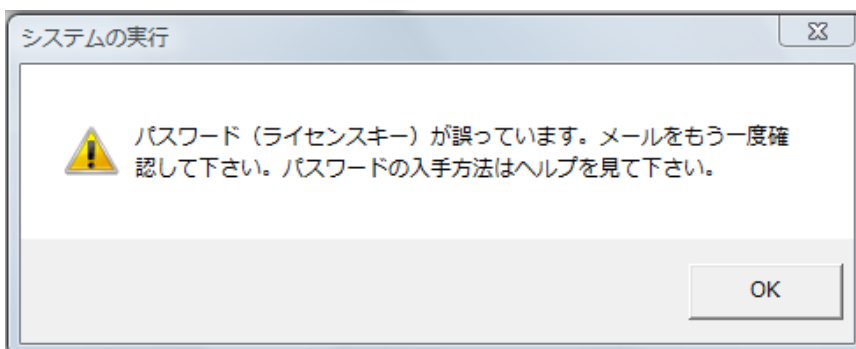 システムの実行
パスワード（ライセンスキー）が誤っています。メールをもう一度確
認して下さい。パスワードの入手方法はヘルプを見て下さい。
OK